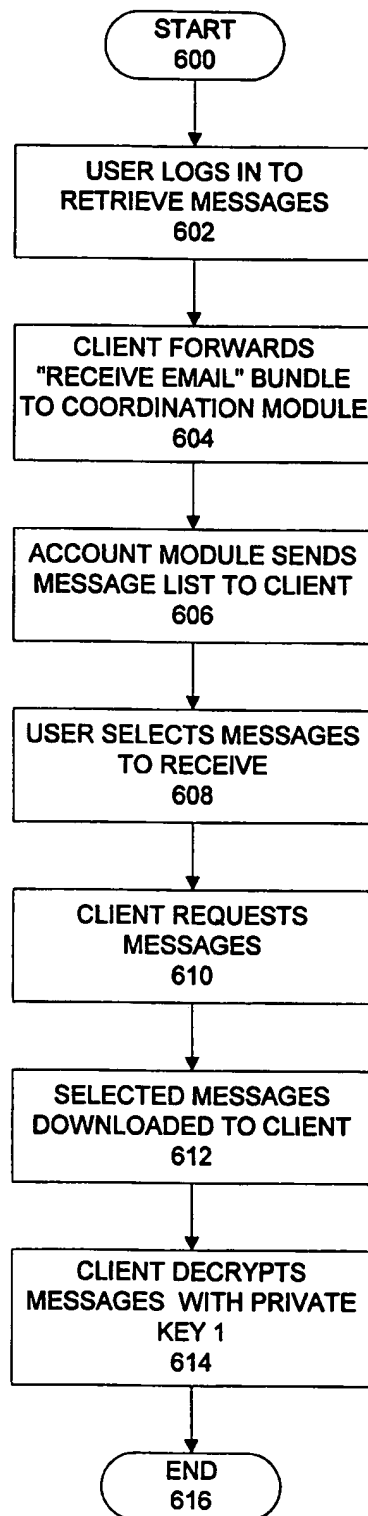 START
600
USER LOGS IN TO
RETRIEVE MESSAGES
602
CLIENT FORWARDS
"RECEIVE EMAIL" BUNDLE
TO COORDINATION MODULE
604
ACCOUNT MODULE SENDS
MESSAGE LIST TO CLIENT
606
USER SELECTS MESSAGES
TO RECEIVE
608
CLIENT REQUESTS
MESSAGES
610
SELECTED MESSAGES
DOWNLOADED TO CLIENT
612
CLIENT DECRYPTS
MESSAGES WITH PRIVATE
KEY 1
614
END
616